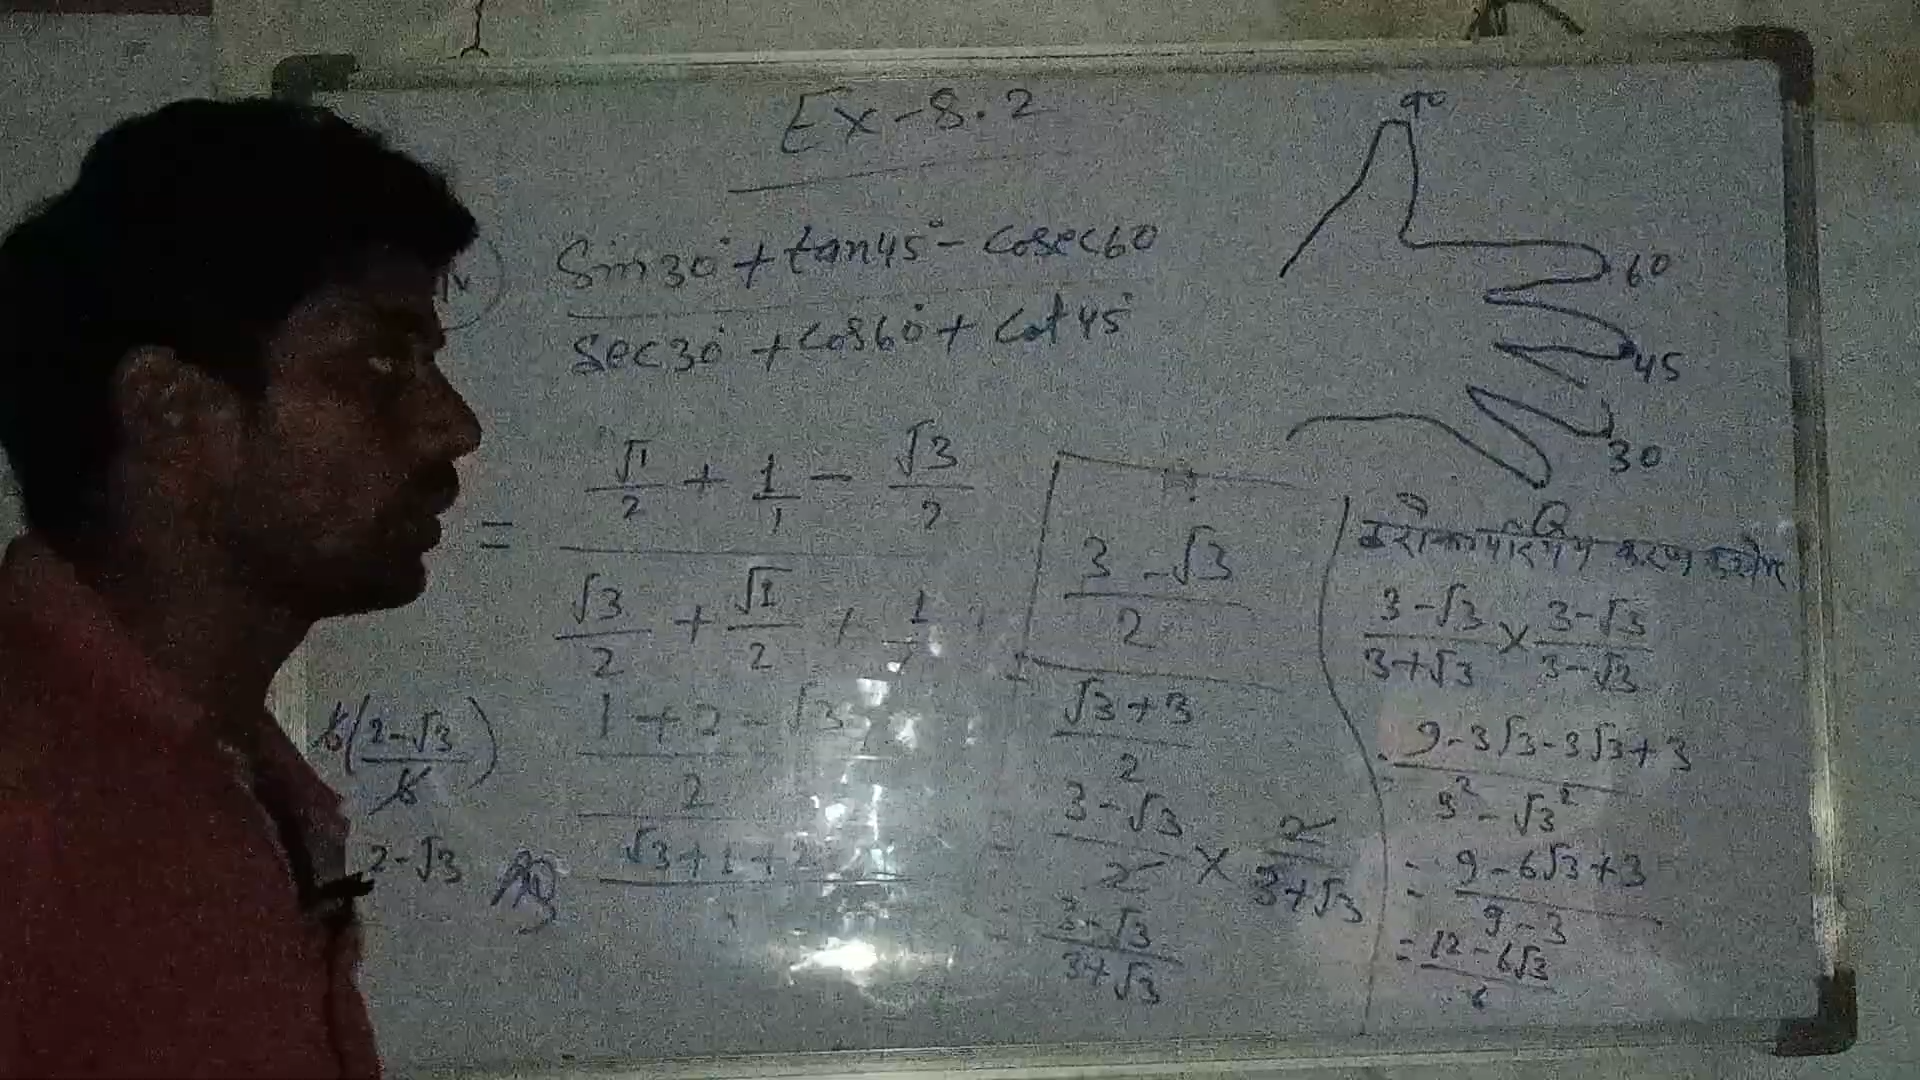 Ex-8.2
Sin30° + tan45° - Cosec60
Sec30° + Cos60° + Cot45°
= √1/2 + 1/1 - √3/2
√3/2 + √1/2 + 1/1
1+2-√3
2
√3+1+2
6(2-√3)
6
2-√3
3-√3
2
√3+3
2
= 3-√3/2 × 2/3+√3
= 3-√3
3+√3
90
60
45
30
3-√3/3+√3 × 3-√3/3-√3
= 9-3√3-3√3+3
3² - √3²
= 9-6√3+3
9-3
= 12-6√3
6